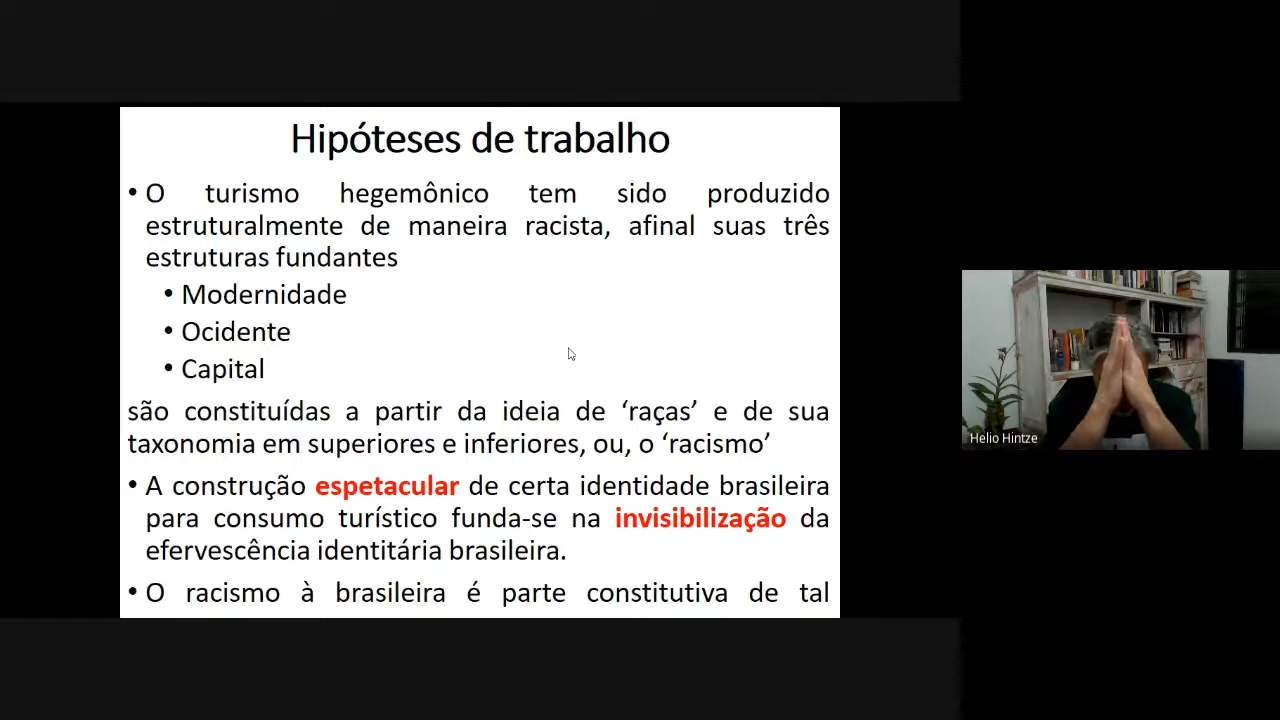 Hipóteses de trabalho
• O turismo hegemônico tem sido produzido
estruturalmente de maneira racista, afinal suas três
estruturas fundantes
• Modernidade
• Ocidente
• Capital
são constituídas a partir da ideia de ‘raças’ e de sua
taxonomia em superiores e inferiores, ou, o ‘racismo’
• A construção espetacular de certa identidade brasileira
para consumo turístico funda-se na invisibilização da
efervescência identitária brasileira.
• O racismo à brasileira é parte constitutiva de tal
Helio Hintze